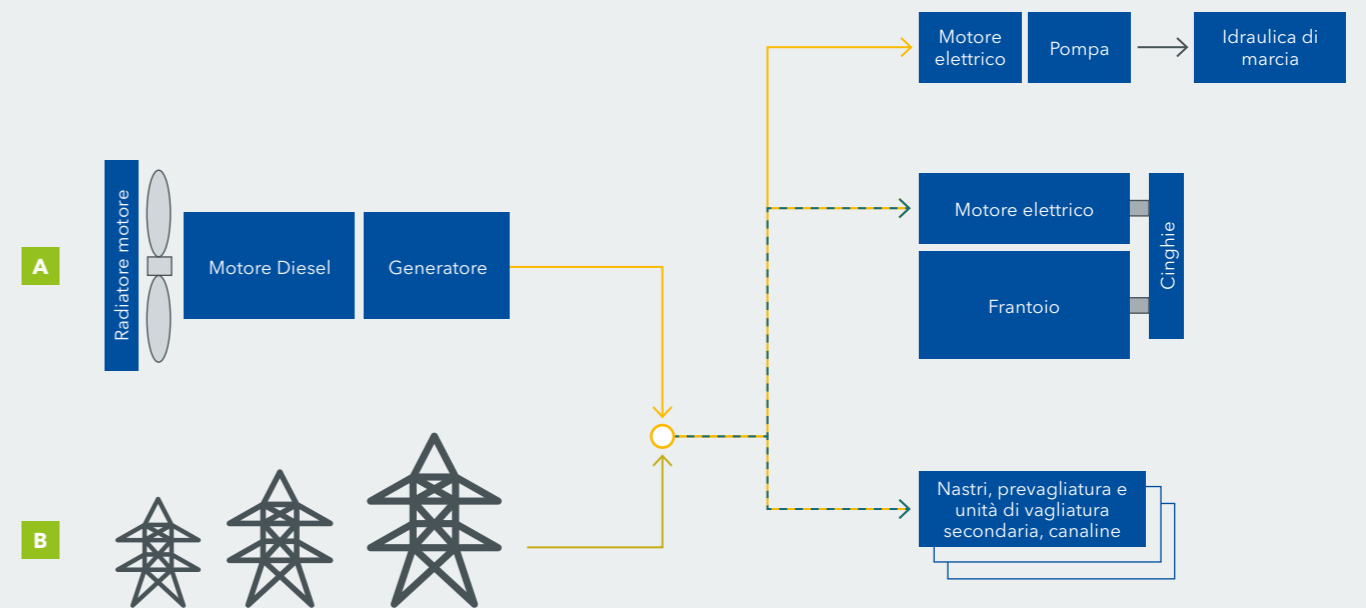 Motore
elettrico
Pompa
Idraulica di
marcia
A
Radiatore motore
Motore Diesel
Generatore
Motore elettrico
Frantoio
Cinghie
B
Nastri, prevagliatura e
unità di vagliatura
secondaria, canaline